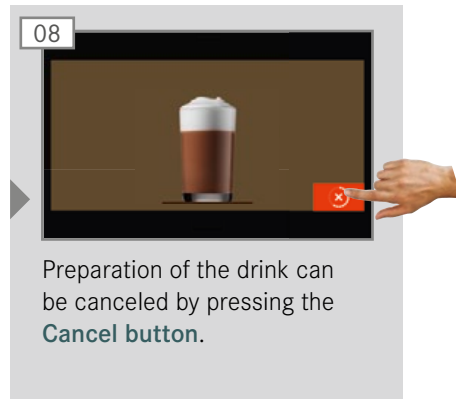 08
Preparation of the drink can
be canceled by pressing the
Cancel button.